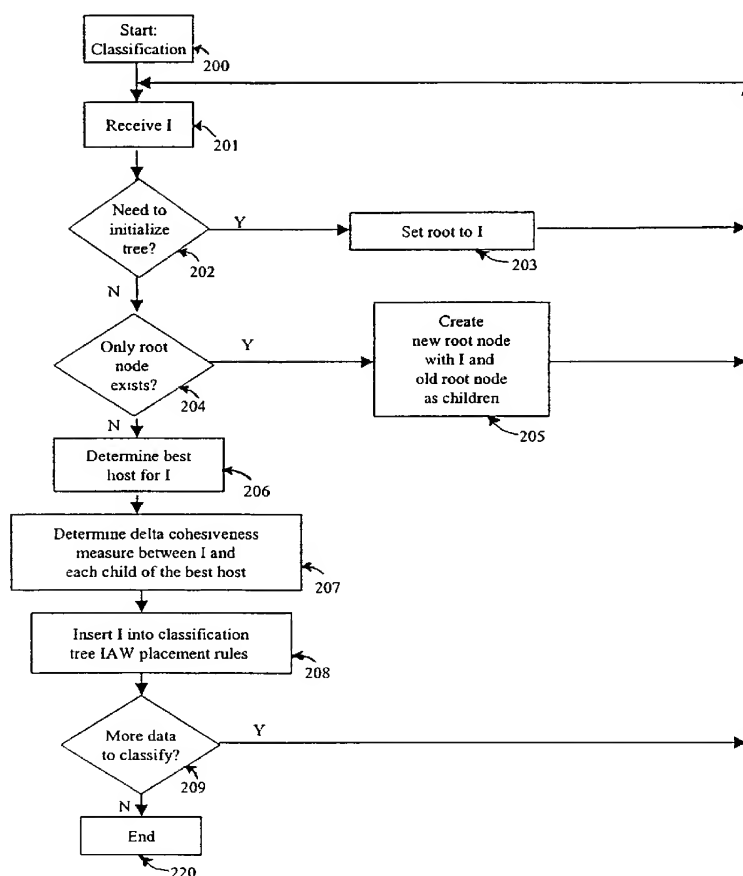 Start:
Classification
200
Receive I
201
Need to
initialize
tree?
202
Y
Set root to I
203
N
Only root
node
exists?
204
Y
Create
new root node
with I and
old root node
as children
205
N
Determine best
host for I
206
Determine delta cohesiveness
measure between I and
each child of the best host
207
Insert I into classification
tree IAW placement rules
208
More data
to classify?
209
Y
N
End
220